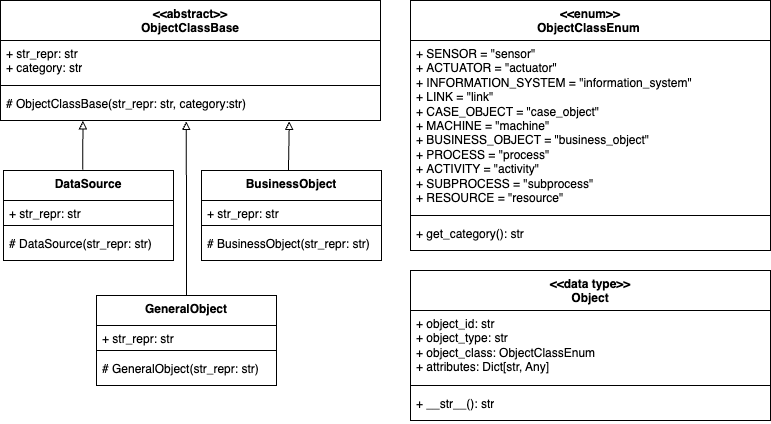 <<abstract>>
ObjectClassBase
+ str_repr: str
+ category: str
# ObjectClassBase(str_repr: str, category:str)
DataSource
+ str_repr: str
# DataSource(str_repr: str)
BusinessObject
+ str_repr: str
# BusinessObject(str_repr: str)
GeneralObject
+ str_repr: str
# GeneralObject(str_repr: str)
<<enum>>
ObjectClassEnum
+ SENSOR = "sensor"
+ ACTUATOR = "actuator"
+ INFORMATION_SYSTEM = "information_system"
+ LINK = "link"
+ CASE_OBJECT = "case_object"
+ MACHINE = "machine"
+ BUSINESS_OBJECT = "business_object"
+ PROCESS = "process"
+ ACTIVITY = "activity"
+ SUBPROCESS = "subprocess"
+ RESOURCE = "resource"
+ get_category(): str
<<data type>>
Object
+ object_id: str
+ object_type: str
+ object_class: ObjectClassEnum
+ attributes: Dict[str, Any]
+ __str__(): str